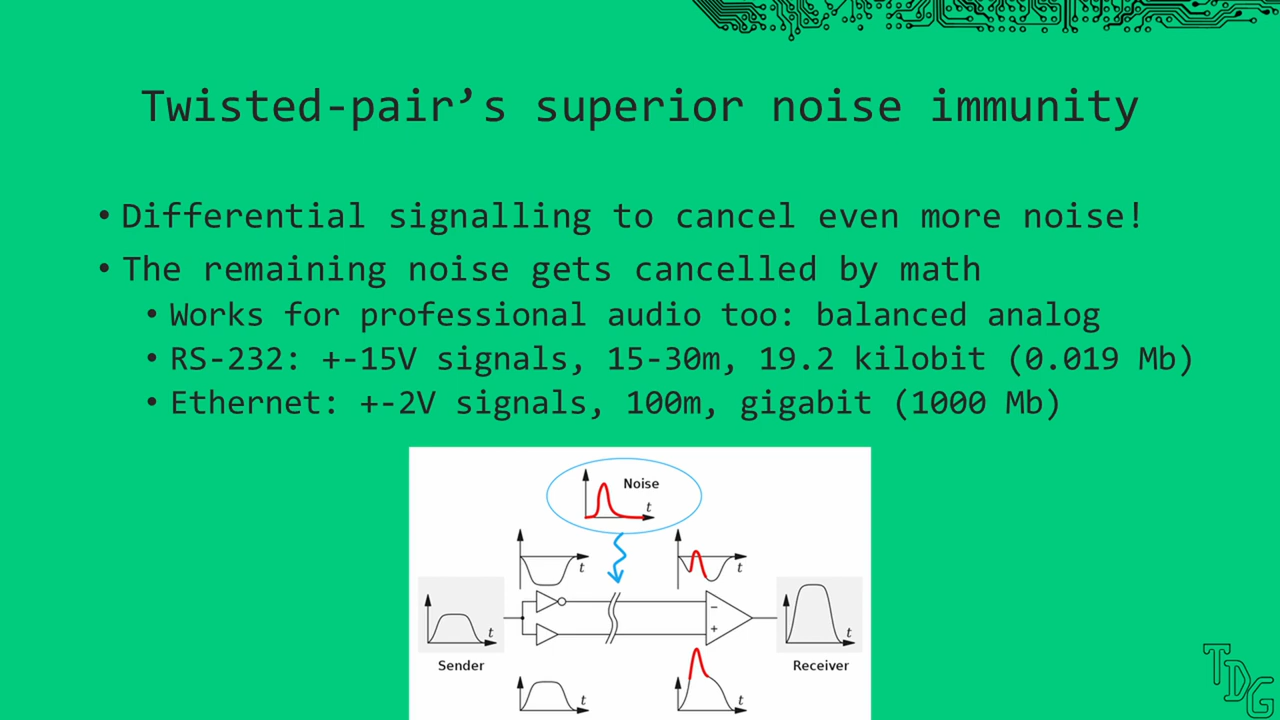 Twisted-pair’s superior noise immunity
• Differential signalling to cancel even more noise!
• The remaining noise gets cancelled by math
• Works for professional audio too: balanced analog
• RS-232: +-15V signals, 15-30m, 19.2 kilobit (0.019 Mb)
• Ethernet: +-2V signals, 100m, gigabit (1000 Mb)
Noise
t
t
t
t
−
+
t
Sender
Receiver
t
t
TDG